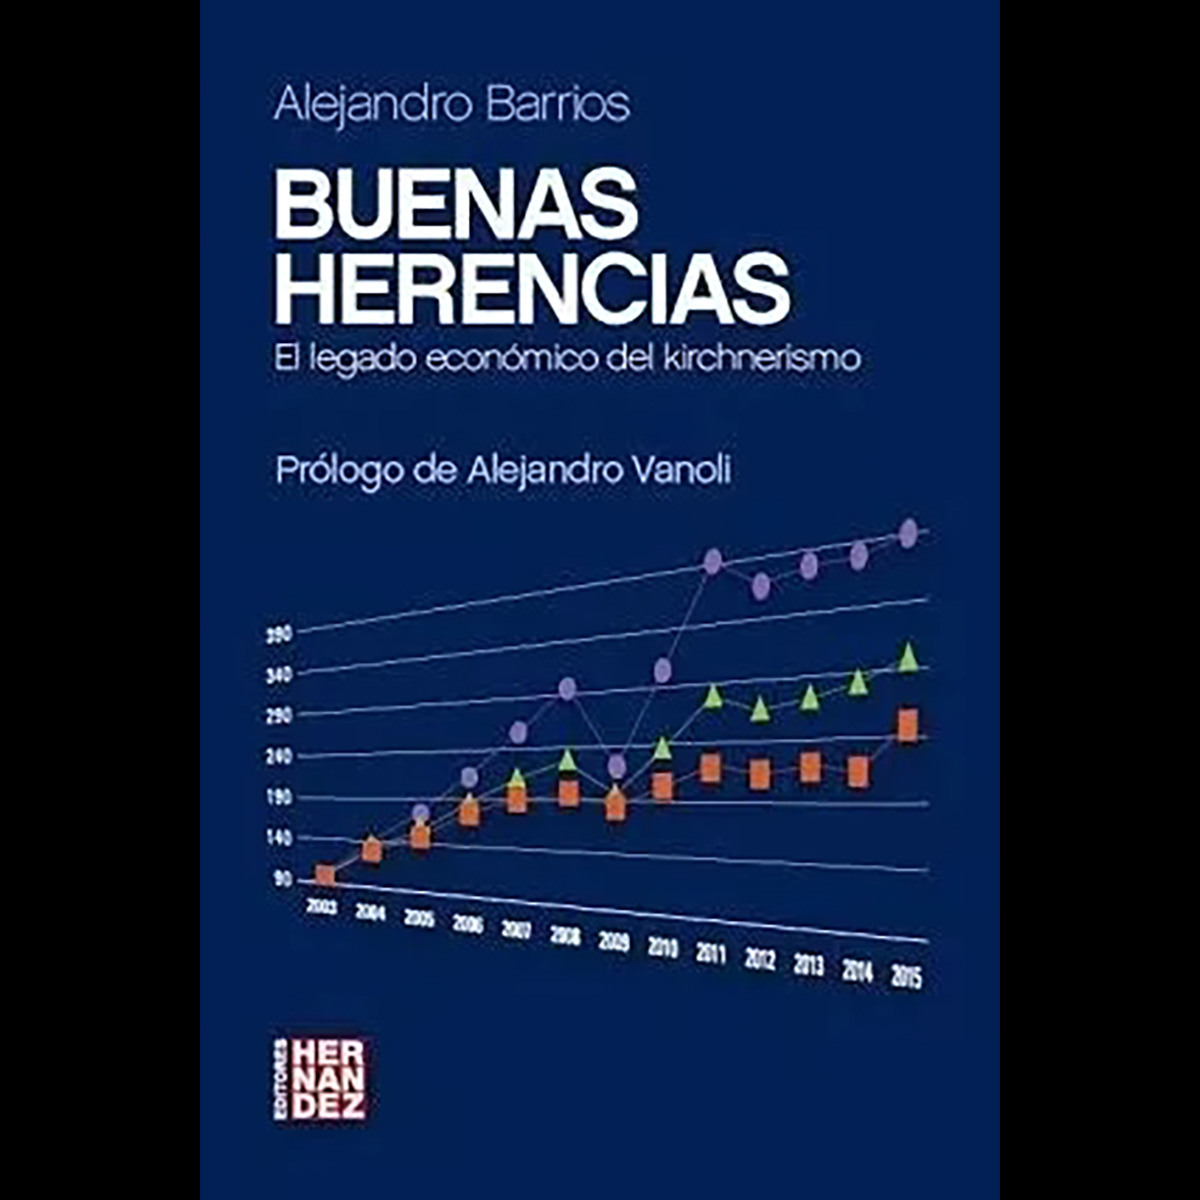 Alejandro Barrios
BUENAS
HERENCIAS
El legado económico del kirchnerismo
Prólogo de Alejandro Vanoli
390
340
290
240
190
140
90
2003 2004 2005 2006 2007 2008 2009 2010 2011 2012 2013 2014 2015
EDITORES
HER
NAN
DEZ